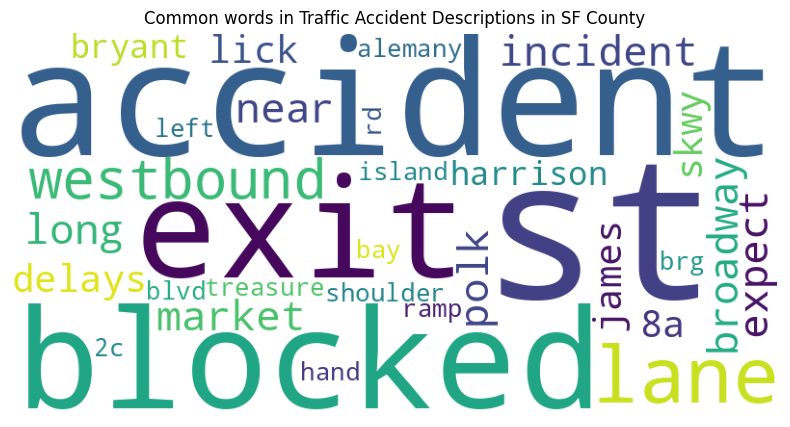 Common words in Traffic Accident Descriptions in SF County
bryant
lick
alemany
incident
accident
left
near
rd
skwy
westbound
island
harrison
long
exit
st
bay
polk
james
brg
broadway
expect
delays
blvd
treasure
shoulder
market
ramp
8a
blocked
2c
hand
lane